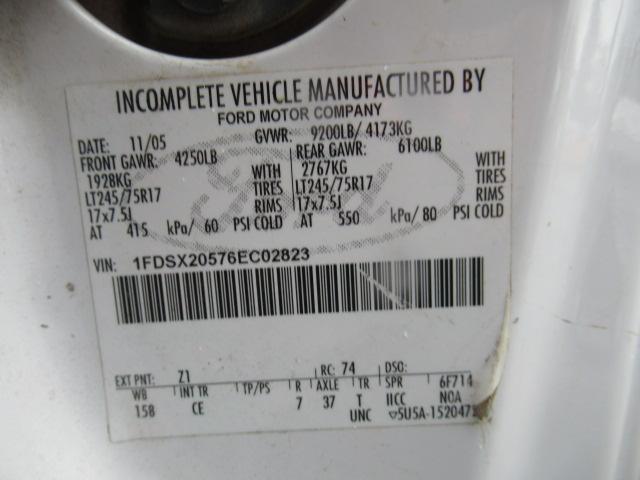 INCOMPLETE VEHICLE MANUFACTURED BY
FORD MOTOR COMPANY
DATE: 11/05 GVWR: 9200LB/ 4173KG
FRONT GAWR: 4250LB REAR GAWR: 6100LB
1928KG WITH 2767KG WITH
LT245/75R17 TIRES LT245/75R17 TIRES
17x7.5J RIMS 17x7.5J RIMS
AT 415 kPa/ 60 PSI COLD AT 550 kPa/ 80 PSI COLD
Ford
VIN: 1FDSX20576EC02823
EXT PNT: Z1 RC: 74 DSO:
WB INT TR TP/PS R AXLE TR SPR 6F714
158 CE 7 37 T IICC NOA
UNC